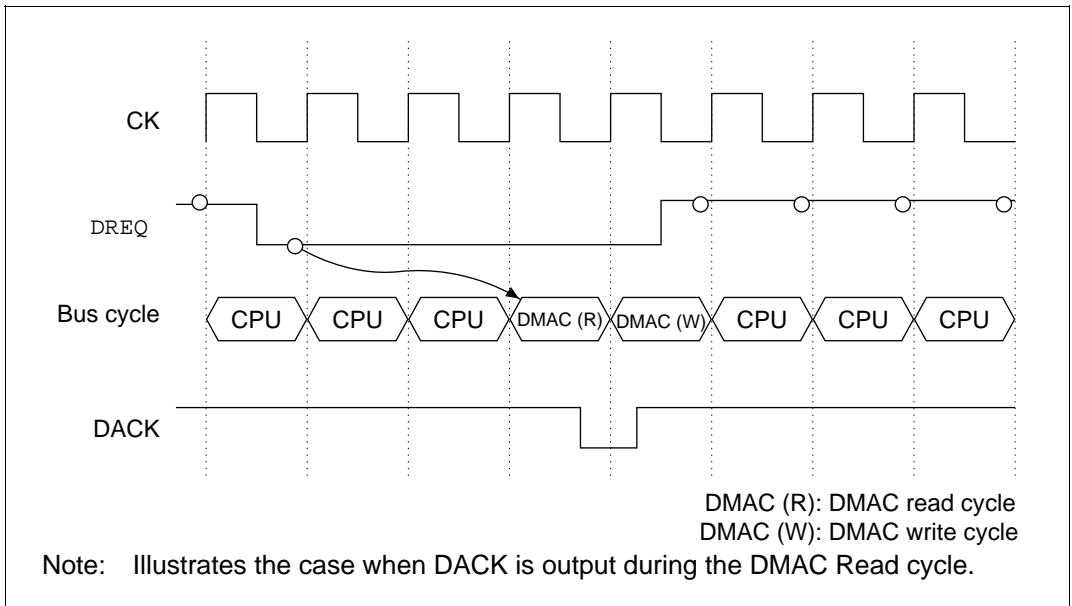 CK
DREQ
Bus cycle
CPU CPU CPU DMAC (R) DMAC (W) CPU CPU CPU
DACK
DMAC (R): DMAC read cycle
DMAC (W): DMAC write cycle
Note: Illustrates the case when DACK is output during the DMAC Read cycle.